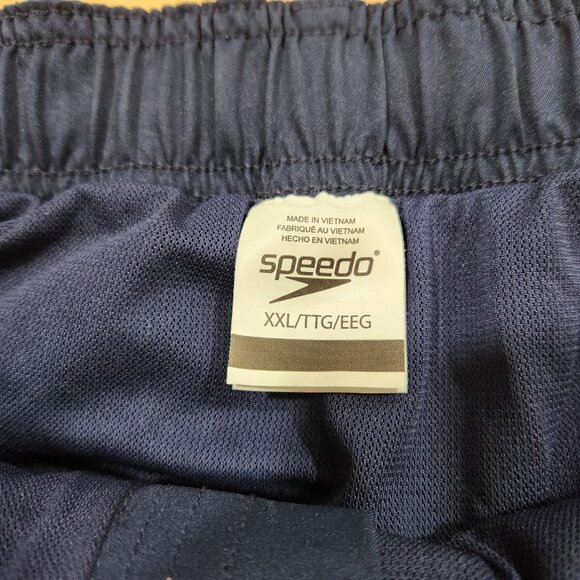 MADE IN VIETNAM
FABRIQUÉ AU VIETNAM
HECHO EN VIETNAM
speedo®
XXL/TTG/EEG